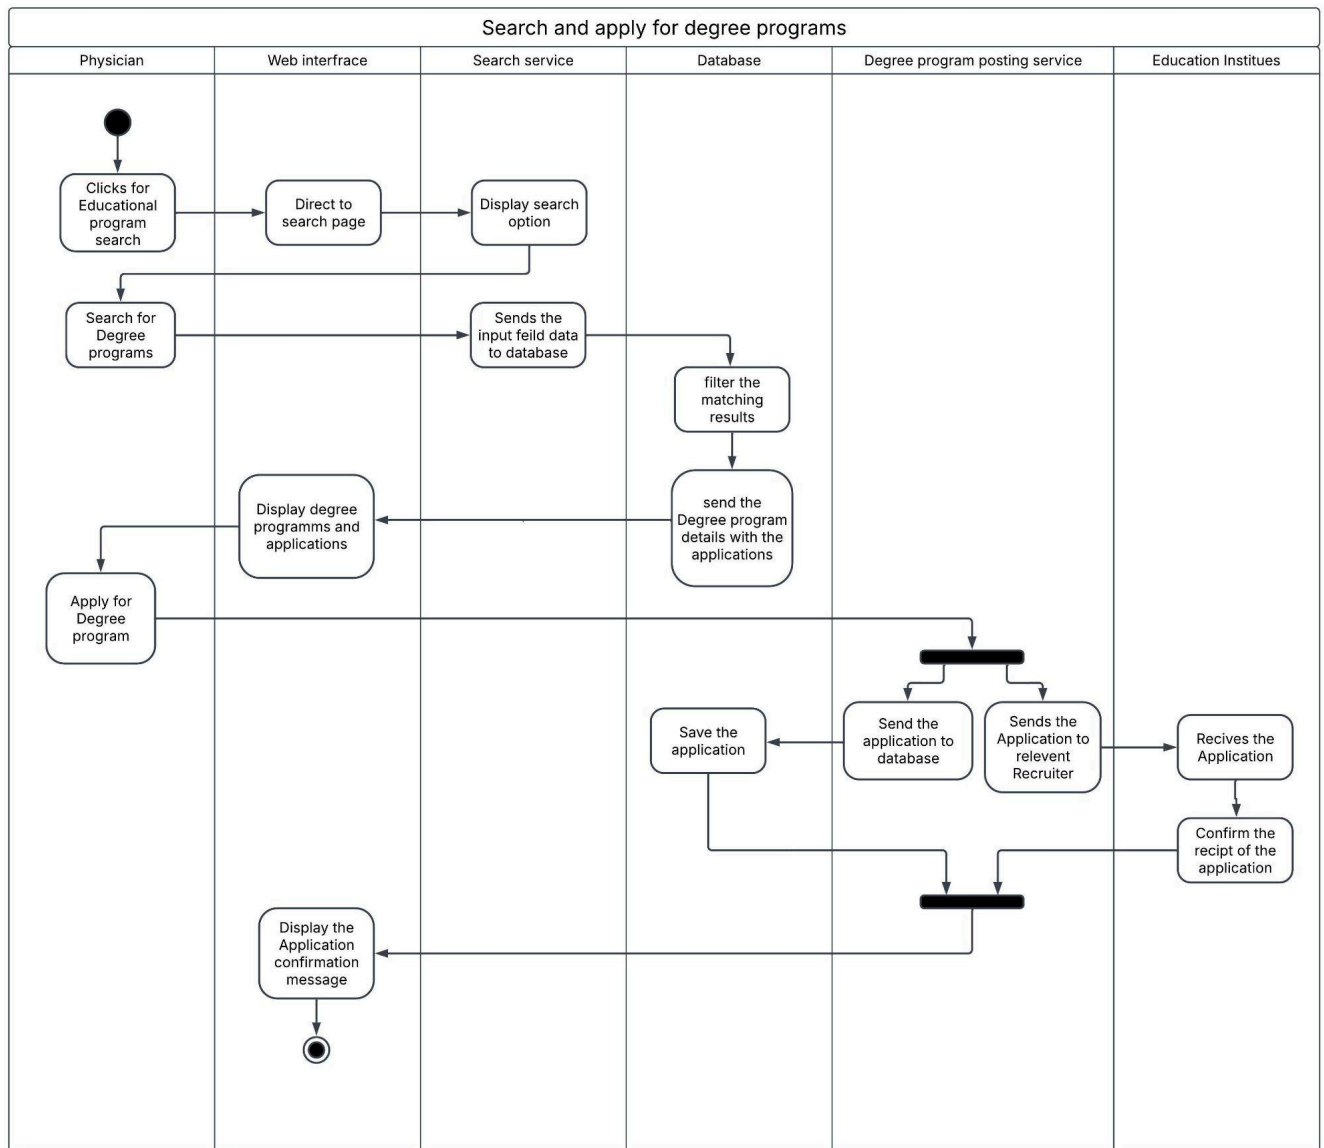 Search and apply for degree programs
Physician
Web interfrace
Search service
Database
Degree program posting service
Education Institues
Clicks for
Educational
program
search
Direct to
search page
Display search
option
Search for
Degree
programs
Sends the
input feild data
to database
filter the
matching
results
send the
Degree program
details with the
applications
Display degree
programms and
applications
Apply for
Degree
program
Save the
application
Send the
application to
database
Sends the
Application to
relevent
Recruiter
Recives the
Application
Confirm the
recipt of the
application
Display the
Application
confirmation
message